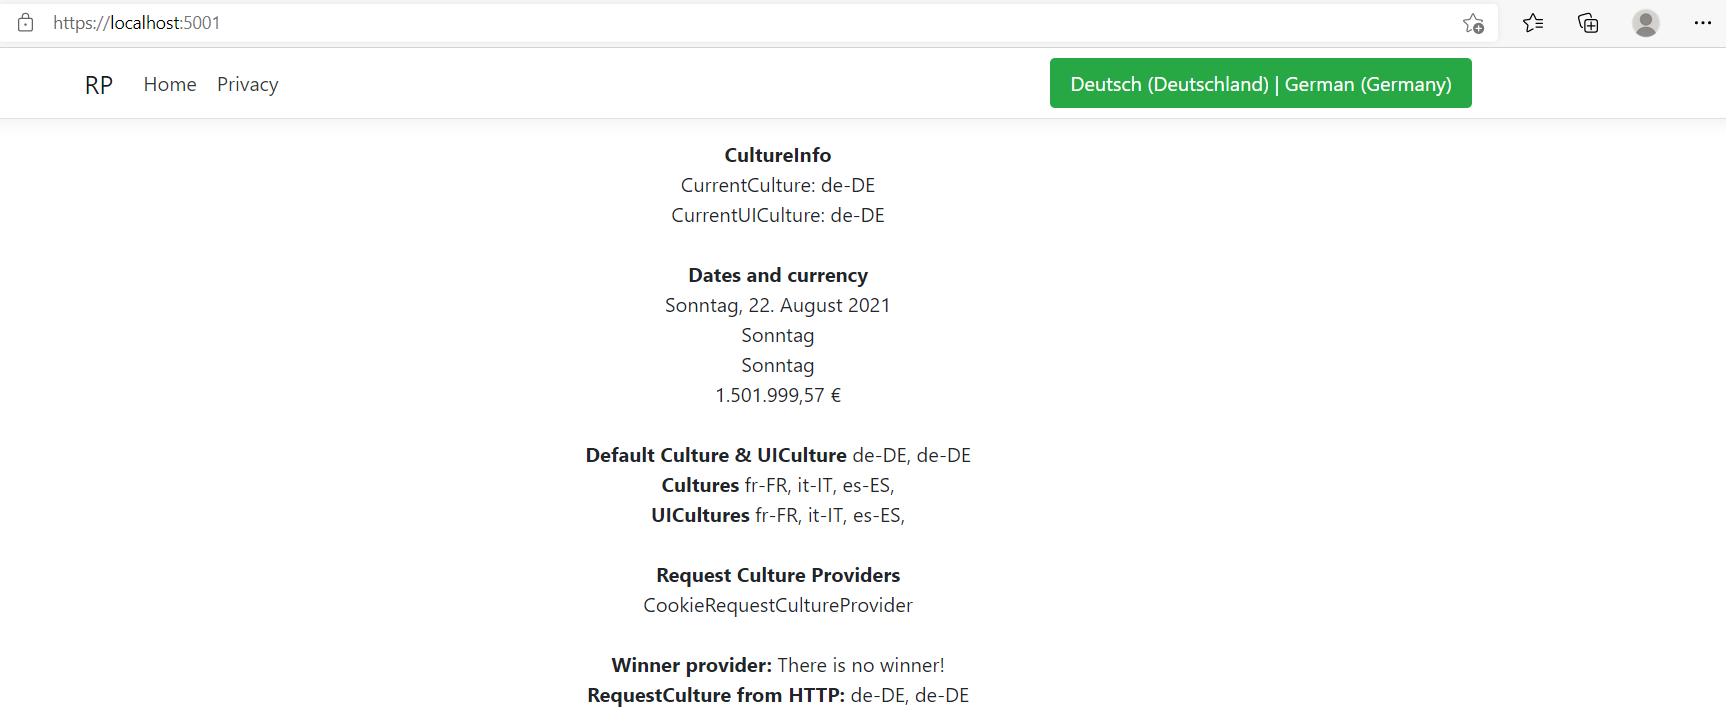 https://localhost:5001
RP Home Privacy Deutsch (Deutschland) | German (Germany)
CultureInfo
CurrentCulture: de-DE
CurrentUICulture: de-DE
Dates and currency
Sonntag, 22. August 2021
Sonntag
Sonntag
1.501.999,57 €
Default Culture & UICulture de-DE, de-DE
Cultures fr-FR, it-IT, es-ES,
UICultures fr-FR, it-IT, es-ES,
Request Culture Providers
CookieRequestCultureProvider
Winner provider: There is no winner!
RequestCulture from HTTP: de-DE, de-DE